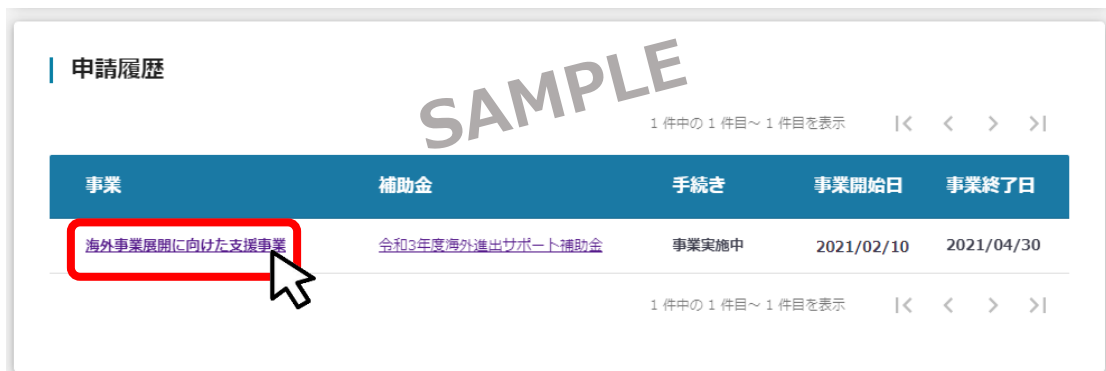 申請履歴
SAMPLE
1 件中の 1 件目～ 1 件目を表示
事業 補助金 手続き 事業開始日 事業終了日
海外事業展開に向けた支援事業 令和3年度海外進出サポート補助金 事業実施中 2021/02/10 2021/04/30
1 件中の 1 件目～ 1 件目を表示